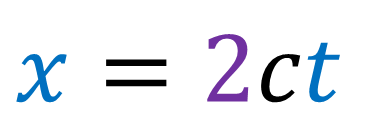 x = 2ct